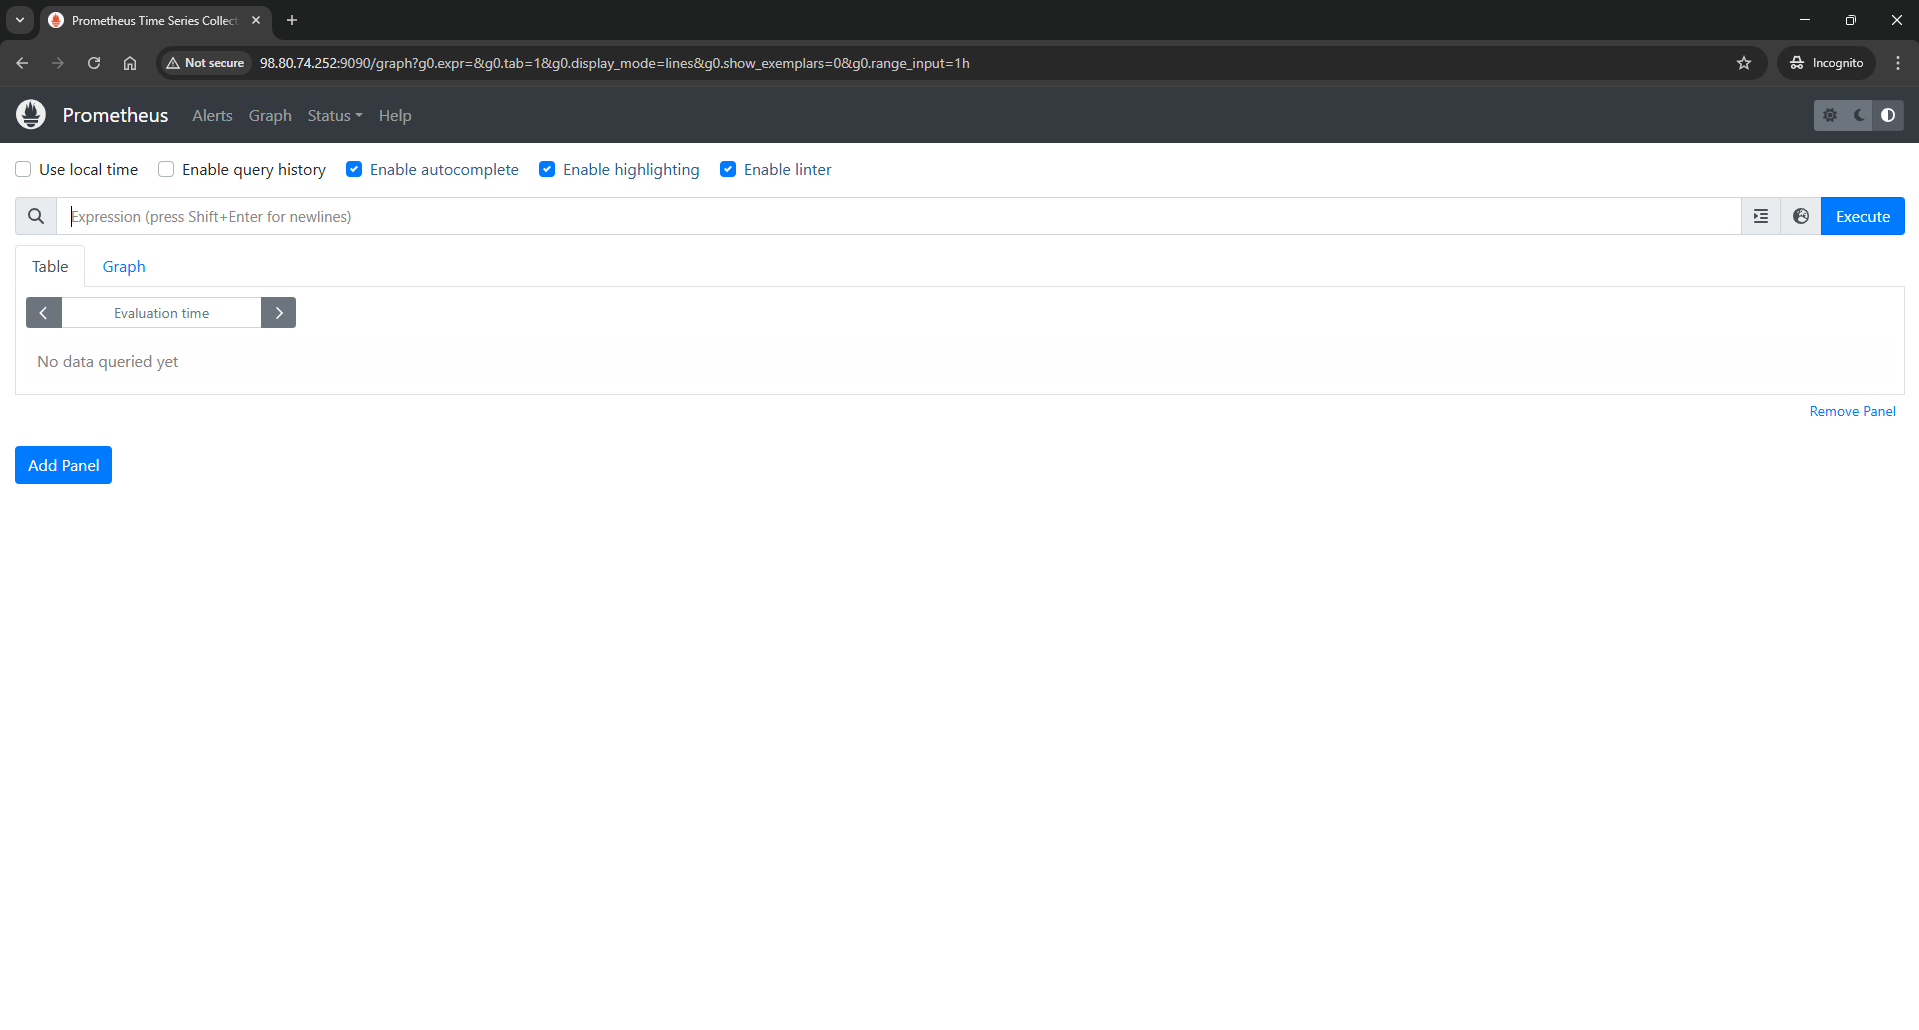 Prometheus Time Series Collect
Not secure
98.80.74.252:9090/graph?g0.expr=&g0.tab=1&g0.display_mode=lines&g0.show_exemplars=0&g0.range_input=1h
Incognito
Prometheus Alerts Graph Status Help
Use local time Enable query history Enable autocomplete Enable highlighting Enable linter
Expression (press Shift+Enter for newlines)
Execute
Table Graph
Evaluation time
No data queried yet
Remove Panel
Add Panel